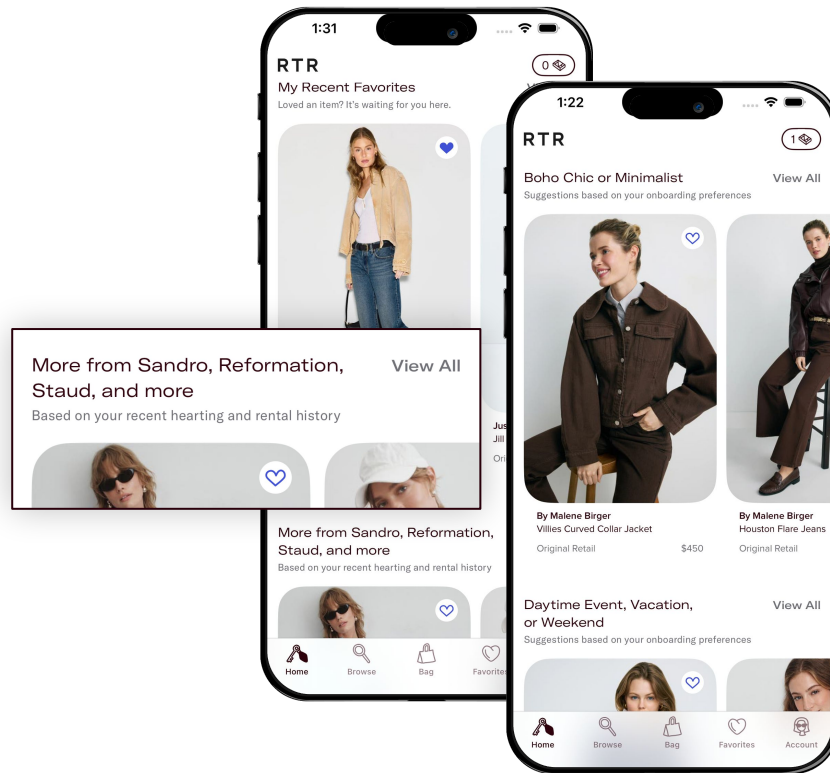 1:31
RTR
0
My Recent Favorites
Loved an item? It's waiting for you here.
More from Sandro, Reformation,
Staud, and more
View All
Based on your recent hearting and rental history
Jill
More from Sandro, Reformation,
Staud, and more
Based on your recent hearting and rental history
Home
Browse
Bag
Favorites
1:22
RTR
1
Boho Chic or Minimalist
View All
Suggestions based on your onboarding preferences
By Malene Birger
Villies Curved Collar Jacket
Original Retail
$450
By Malene Birger
Houston Flare Jeans
Original Retail
Daytime Event, Vacation,
or Weekend
View All
Suggestions based on your onboarding preferences
Home
Browse
Bag
Favorites
Account